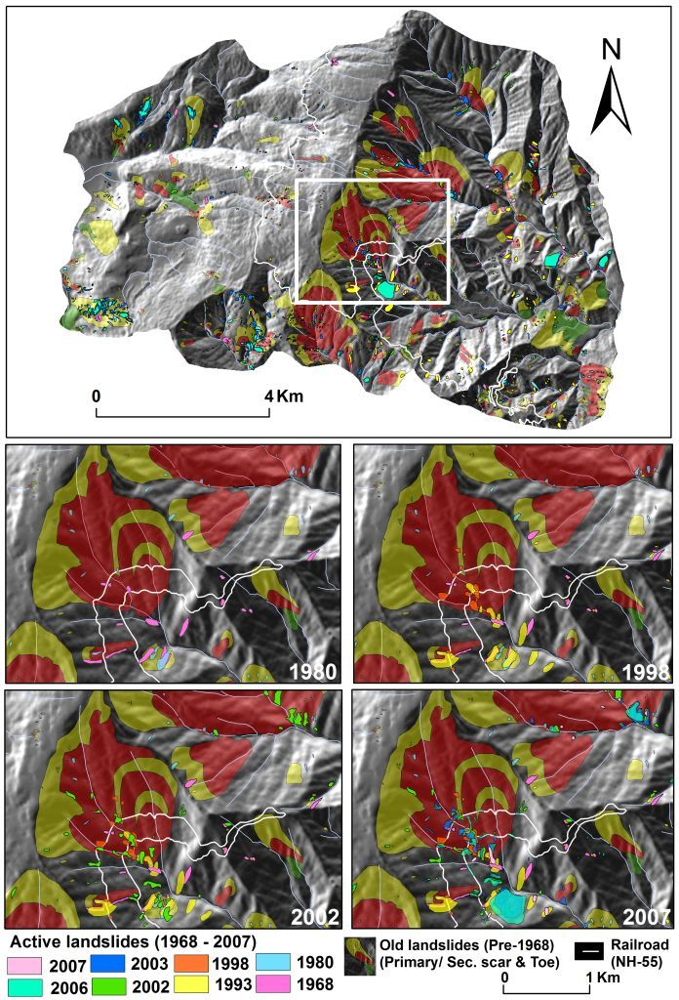 N
0 4 Km
1980
1998
2002
2007
Active landslides (1968 - 2007)
2007 2003 1998 1980
2006 2002 1993 1968
Old landslides (Pre-1968)
(Primary/ Sec. scar & Toe)
Railroad
(NH-55)
0 1 Km